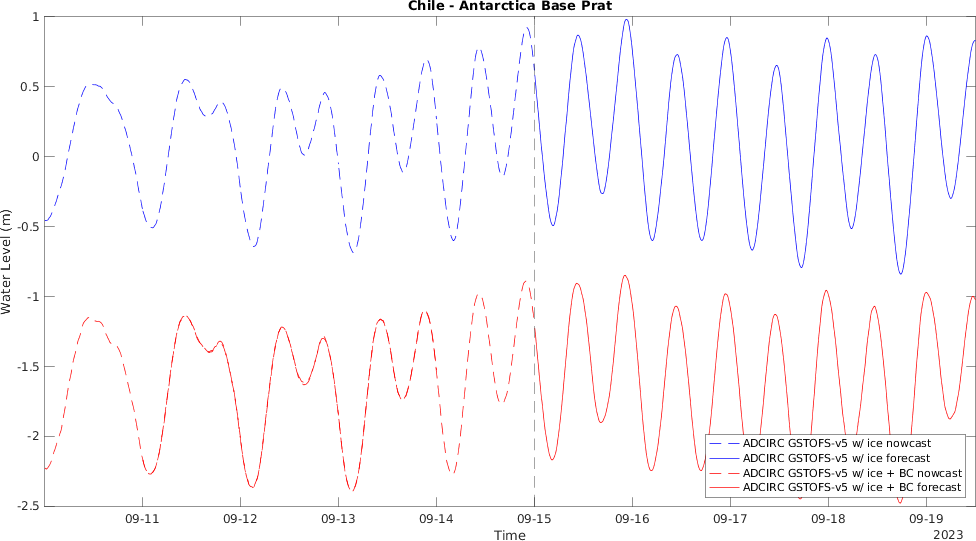 Chile - Antarctica Base Prat
1
0.5
0
-0.5
-1
-1.5
-2
-2.5
Water Level (m)
09-11 09-12 09-13 09-14 09-15 09-16 09-17 09-18 09-19
Time
2023
ADCIRC GSTOFS-v5 w/ ice nowcast
ADCIRC GSTOFS-v5 w/ ice forecast
ADCIRC GSTOFS-v5 w/ ice + BC nowcast
ADCIRC GSTOFS-v5 w/ ice + BC forecast